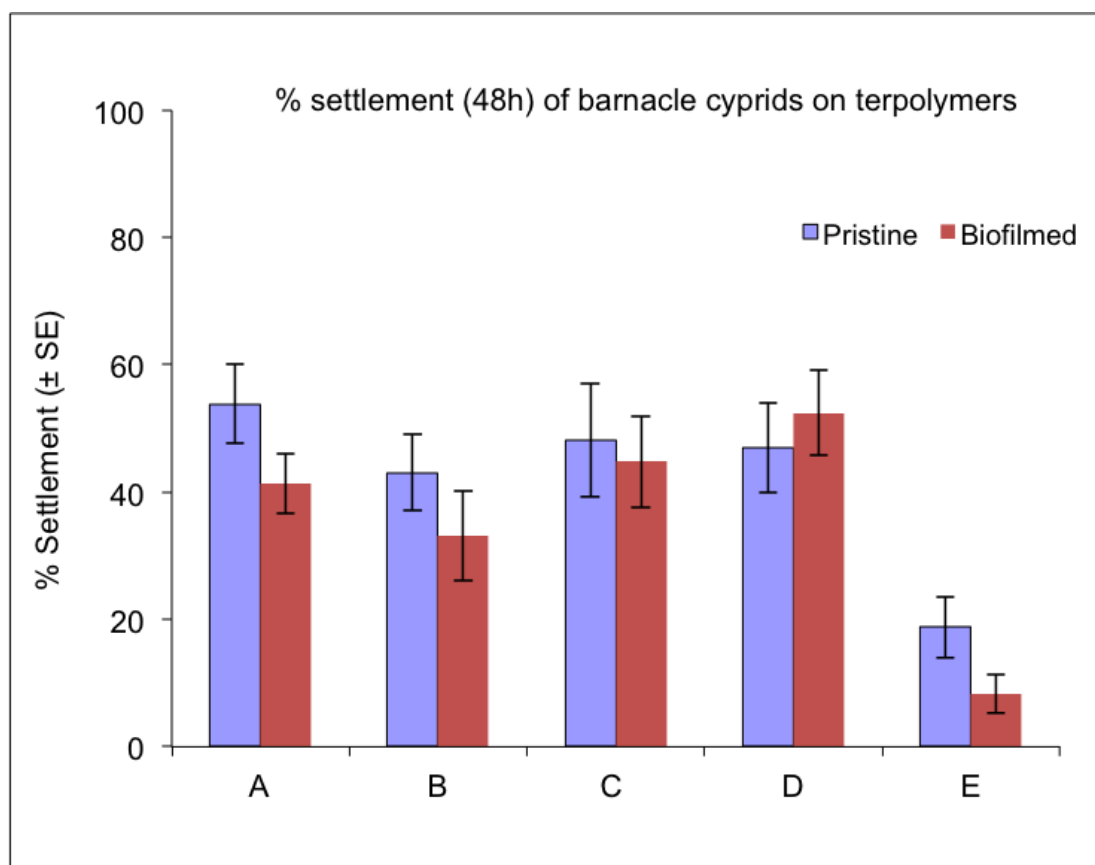 % settlement (48h) of barnacle cyprids on terpolymers
100
80
60
40
20
0
% Settlement (± SE)
Pristine Biofilmed
A B C D E